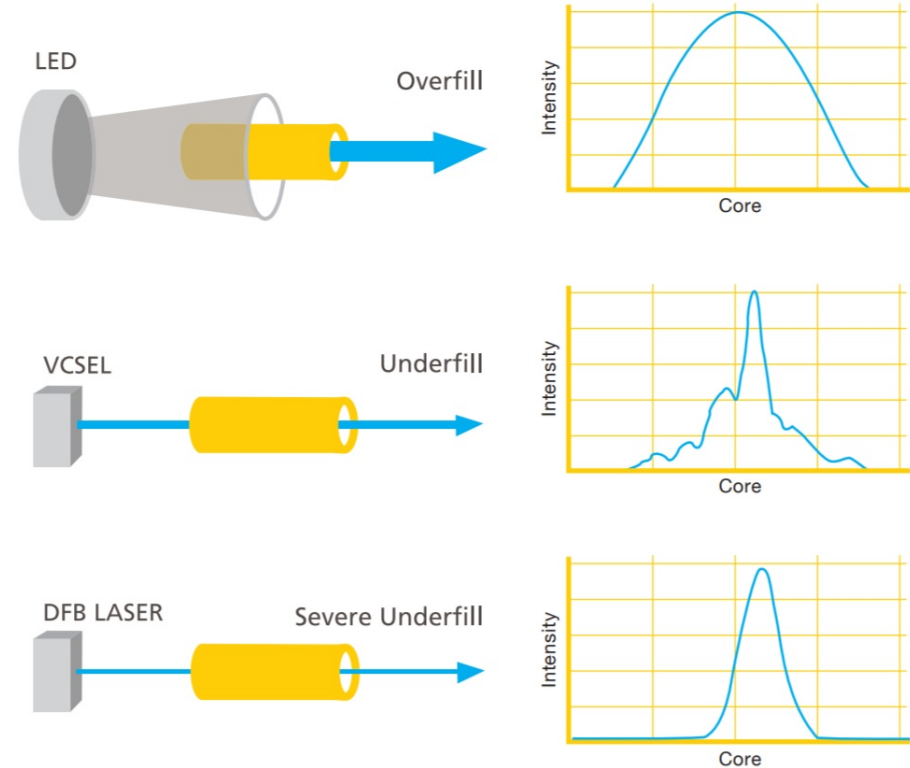 LED
Overfill
Intensity
Core
VCSEL
Underfill
Intensity
Core
DFB LASER
Severe Underfill
Intensity
Core